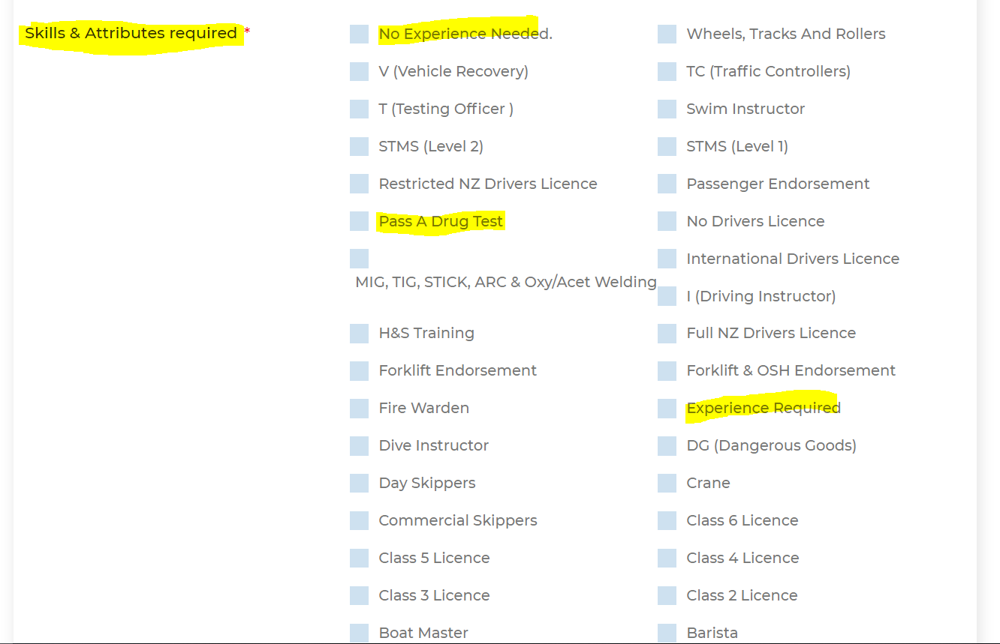 Skills & Attributes required *
No Experience Needed.
Wheels, Tracks And Rollers
V (Vehicle Recovery)
TC (Traffic Controllers)
T (Testing Officer )
Swim Instructor
STMS (Level 2)
STMS (Level 1)
Restricted NZ Drivers Licence
Passenger Endorsement
Pass A Drug Test
No Drivers Licence
International Drivers Licence
MIG, TIG, STICK, ARC & Oxy/Acet Welding
I (Driving Instructor)
H&S Training
Full NZ Drivers Licence
Forklift Endorsement
Forklift & OSH Endorsement
Fire Warden
Experience Required
Dive Instructor
DG (Dangerous Goods)
Day Skippers
Crane
Commercial Skippers
Class 6 Licence
Class 5 Licence
Class 4 Licence
Class 3 Licence
Class 2 Licence
Boat Master
Barista